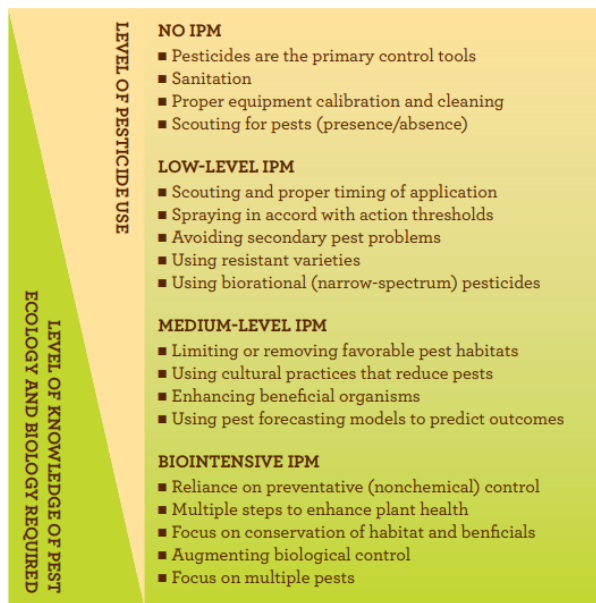 LEVEL OF PESTICIDE USE
LEVEL OF KNOWLEDGE OF PEST
ECOLOGY AND BIOLOGY REQUIRED
NO IPM
■ Pesticides are the primary control tools
■ Sanitation
■ Proper equipment calibration and cleaning
■ Scouting for pests (presence/absence)
LOW-LEVEL IPM
■ Scouting and proper timing of application
■ Spraying in accord with action thresholds
■ Avoiding secondary pest problems
■ Using resistant varieties
■ Using biorational (narrow-spectrum) pesticides
MEDIUM-LEVEL IPM
■ Limiting or removing favorable pest habitats
■ Using cultural practices that reduce pests
■ Enhancing beneficial organisms
■ Using pest forecasting models to predict outcomes
BIOINTENSIVE IPM
■ Reliance on preventative (nonchemical) control
■ Multiple steps to enhance plant health
■ Focus on conservation of habitat and benficials
■ Augmenting biological control
■ Focus on multiple pests